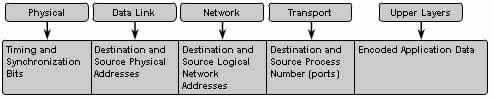 Physical
Data Link
Network
Transport
Upper Layers
Timing and
Synchronization
Bits
Destination and
Source Physical
Addresses
Destination and
Source Logical
Network
Addresses
Destination and
Source Process
Number (ports)
Encoded Application Data